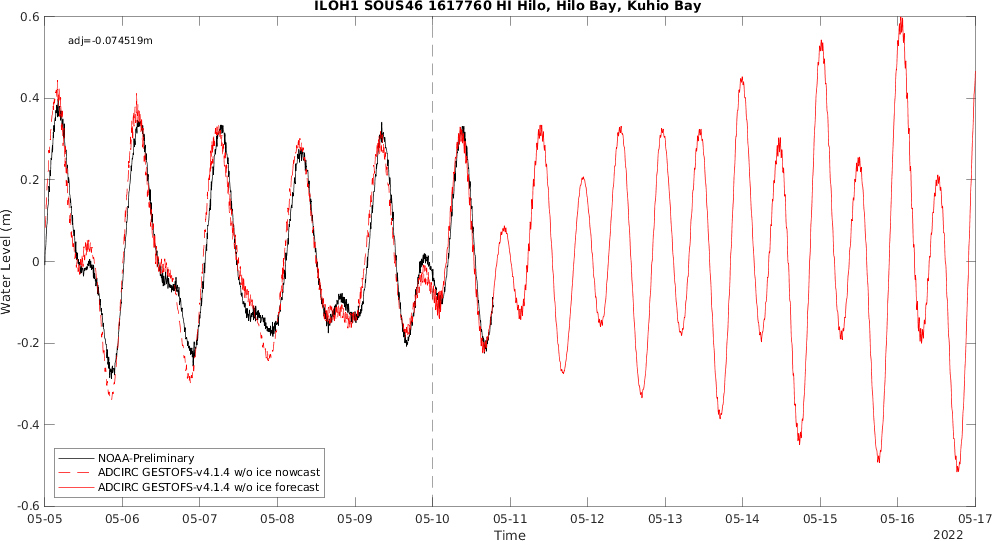 ILOH1 SOUS46 1617760 HI Hilo, Hilo Bay, Kuhio Bay
adj=-0.074519m
0.6
0.4
0.2
0
-0.2
-0.4
-0.6
Water Level (m)
NOAA-Preliminary
ADCIRC GESTOFS-v4.1.4 w/o ice nowcast
ADCIRC GESTOFS-v4.1.4 w/o ice forecast
05-05 05-06 05-07 05-08 05-09 05-10 05-11 05-12 05-13 05-14 05-15 05-16 05-17
Time
2022